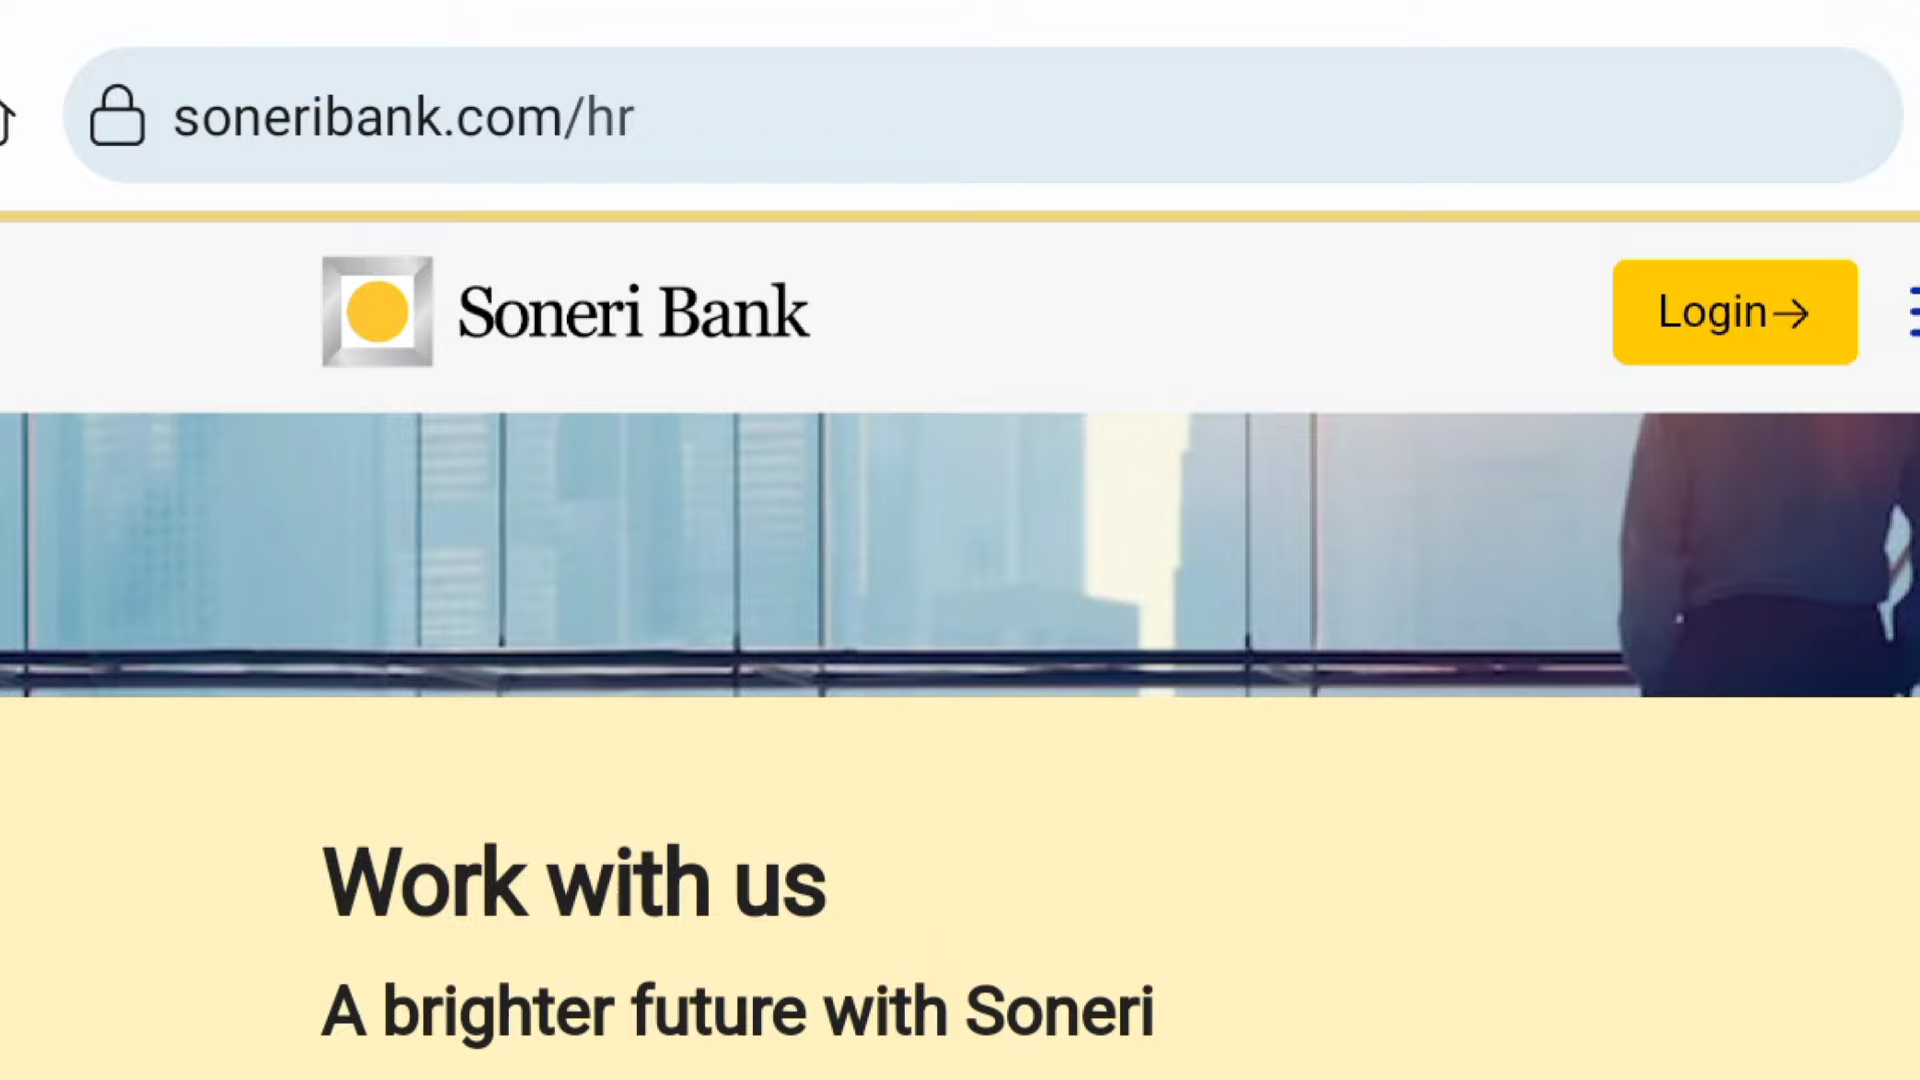 soneribank.com/hr
Soneri Bank
Login→
Work with us
A brighter future with Soneri